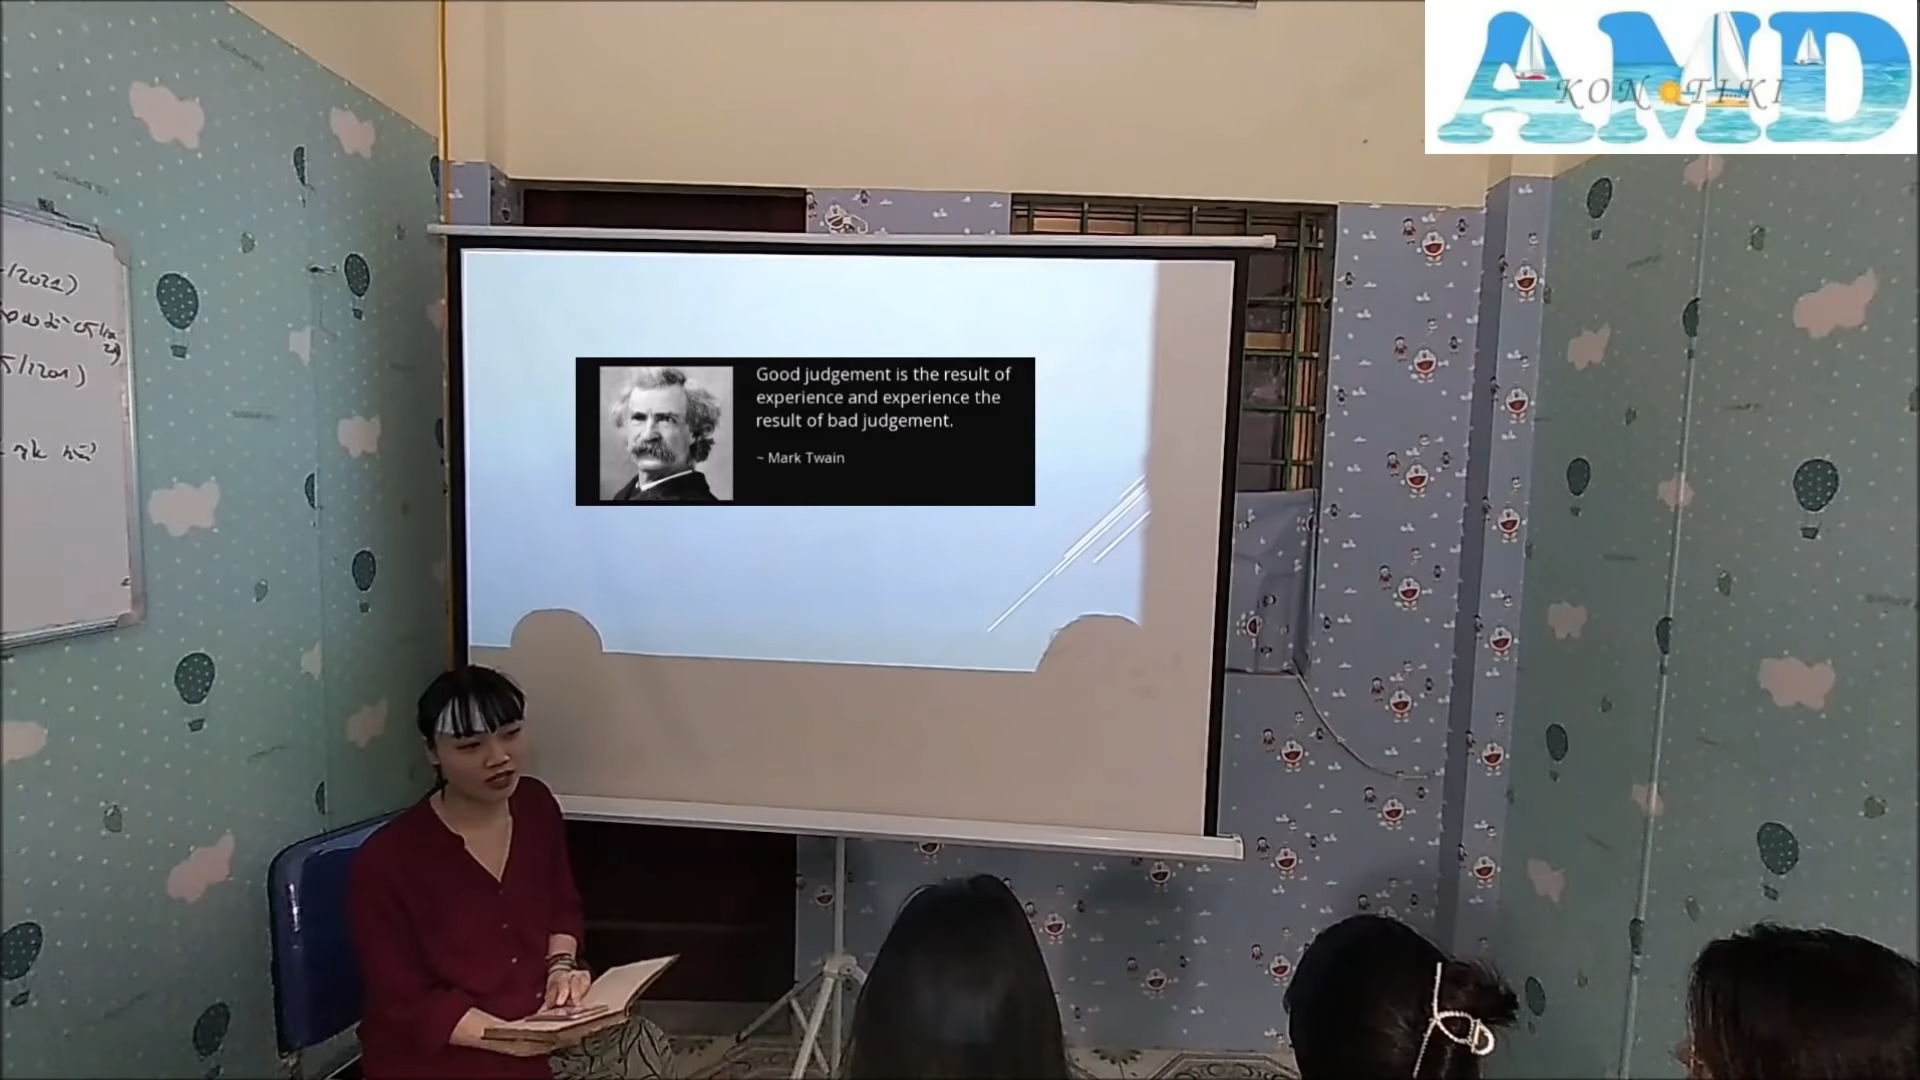 AMD
KON TIKI
/2021)
Good judgement is the result of
experience and experience the
result of bad judgement.
~ Mark Twain